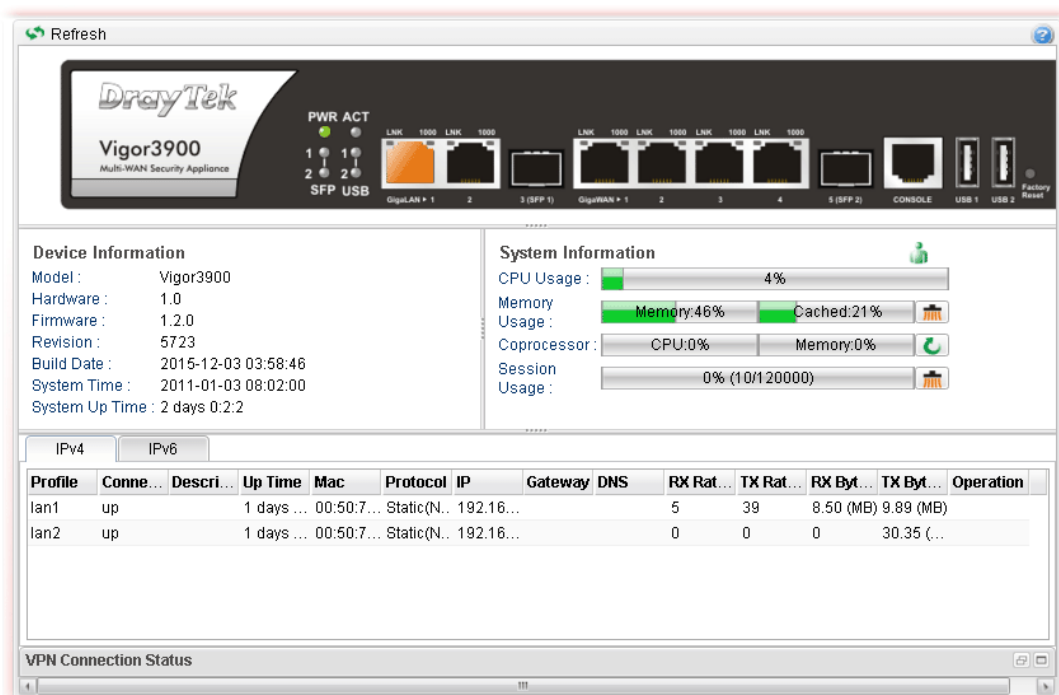 Refresh
DrayTek
Vigor3900
Multi-WAN Security Appliance
PWR ACT
1 1
2 2
SFP USB
LNK 1000 LNK 1000 LNK 1000 LNK 1000 LNK 1000 LNK 1000
GigaLAN 1 2 3 (SFP 1) GigaWAN 1 2 3 4 5 (SFP 2) CONSOLE USB 1 USB 2
Factory
Reset
Device Information
Model : Vigor3900
Hardware : 1.0
Firmware : 1.2.0
Revision : 5723
Build Date : 2015-12-03 03:58:46
System Time : 2011-01-03 08:02:00
System Up Time : 2 days 0:2:2
System Information
CPU Usage : 4%
Memory Usage : Memory:46% Cached:21%
Coprocessor : CPU:0% Memory:0%
Session Usage : 0% (10/120000)
IPv4 IPv6
Profile Conne... Descri... Up Time Mac Protocol IP Gateway DNS RX Rat... TX Rat... RX Byt... TX Byt... Operation
lan1 up 1 days ... 00:50:7... Static(N.. 192.16... 5 39 8.50 (MB) 9.89 (MB)
lan2 up 1 days ... 00:50:7... Static(N.. 192.16... 0 0 0 30.35 (...
VPN Connection Status